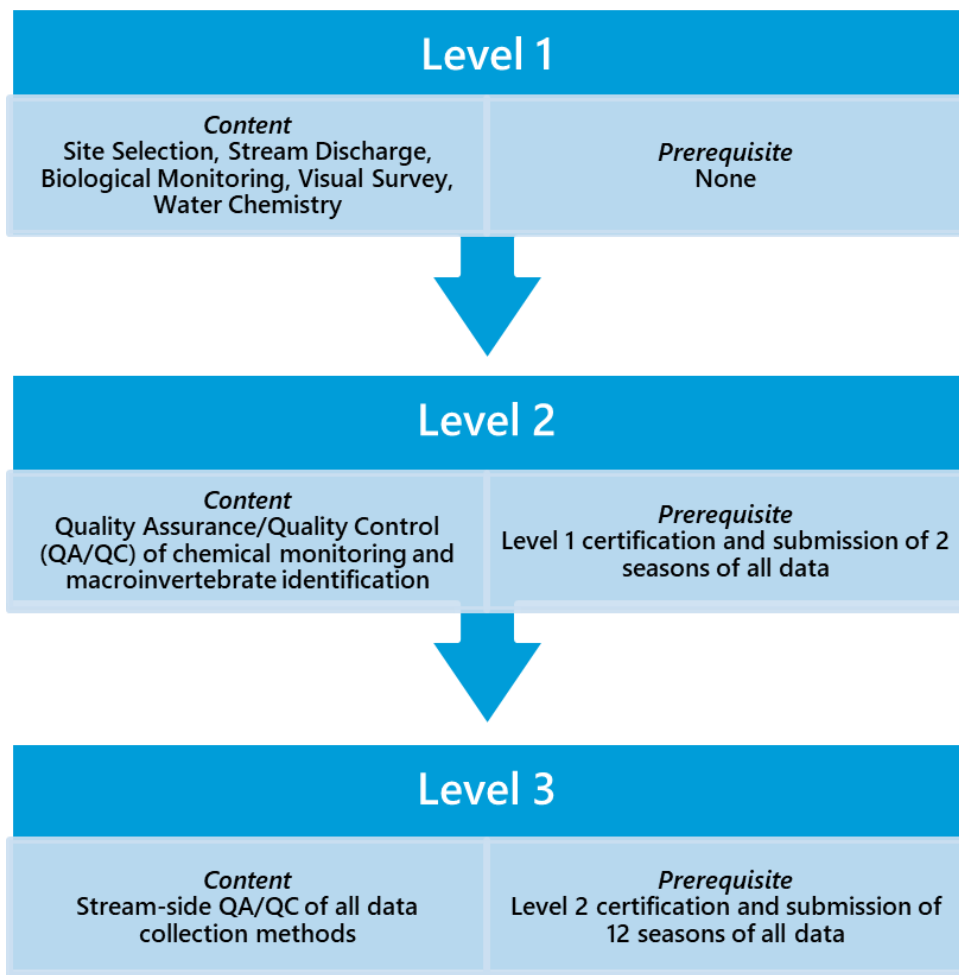 Level 1
Content
Site Selection, Stream Discharge,
Biological Monitoring, Visual Survey,
Water Chemistry
Prerequisite
None
Level 2
Content
Quality Assurance/Quality Control
(QA/QC) of chemical monitoring and
macroinvertebrate identification
Prerequisite
Level 1 certification and submission of 2
seasons of all data
Level 3
Content
Stream-side QA/QC of all data
collection methods
Prerequisite
Level 2 certification and submission of
12 seasons of all data